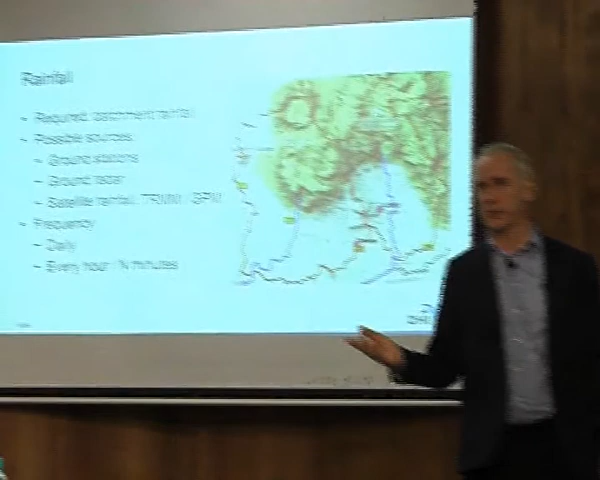 Rainfall
- Required: catchment rainfall
- Possible sources
- Ground stations
- Ground radar
- Satellite rainfall: TRMM / GPM
- Frequency
- Daily
- Every hour / N minutes